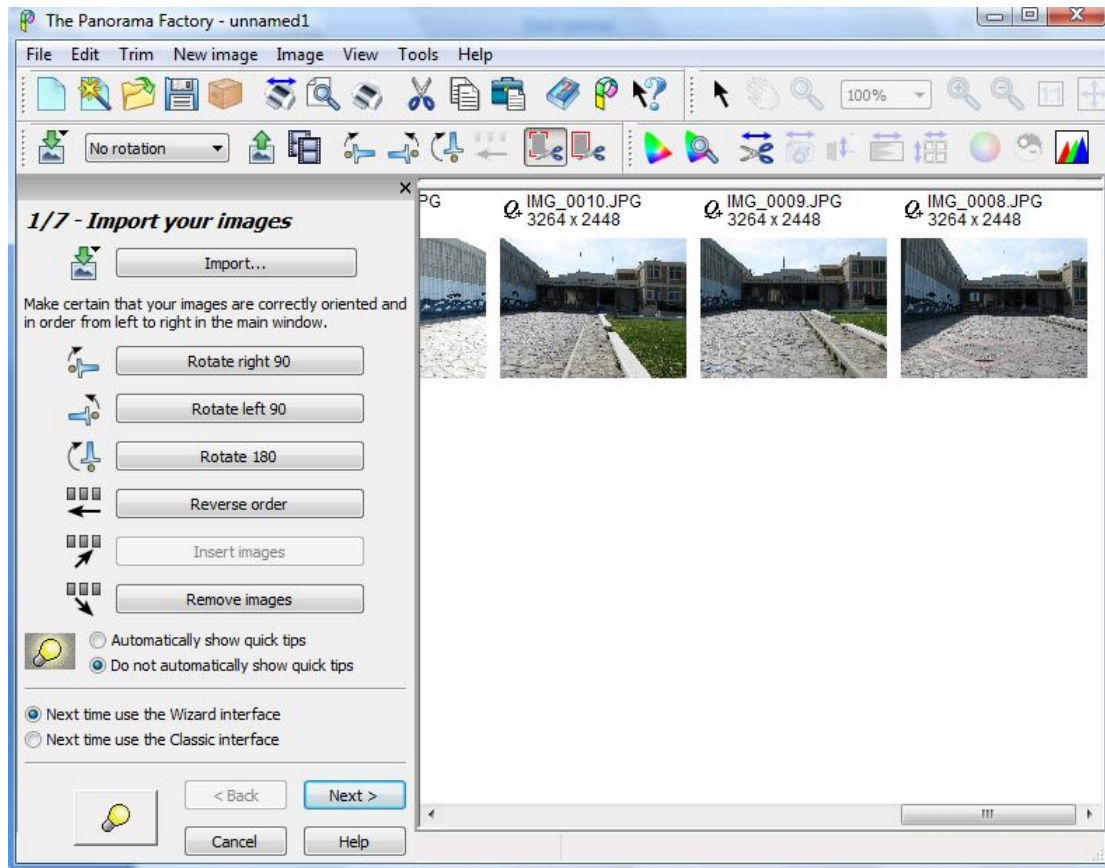 The Panorama Factory - unnamed1
File Edit Trim New image Image View Tools Help
100%
1:1
No rotation
1/7 - Import your images
Import...
Make certain that your images are correctly oriented and
in order from left to right in the main window.
Rotate right 90
Rotate left 90
Rotate 180
Reverse order
Insert images
Remove images
Automatically show quick tips
Do not automatically show quick tips
Next time use the Wizard interface
Next time use the Classic interface
< Back Next >
Cancel Help
PG IMG_0010.JPG IMG_0009.JPG IMG_0008.JPG
3264 x 2448 3264 x 2448 3264 x 2448